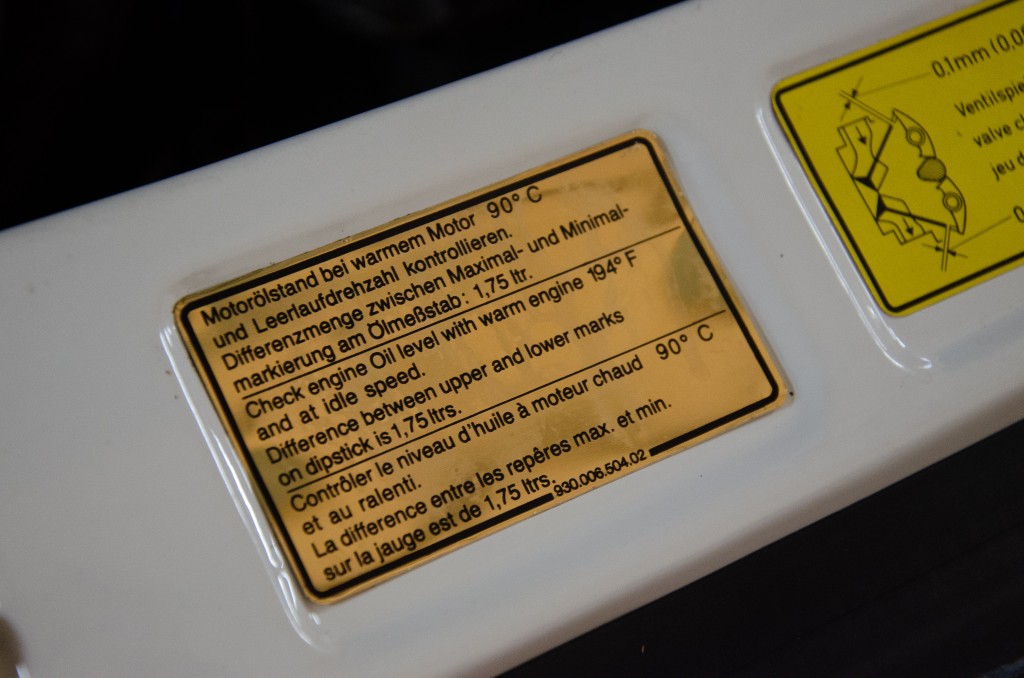 Motorölstand bei warmem Motor 90° C
und Leerlaufdrehzahl kontrollieren.
Differenzmenge zwischen Maximal- und Minimal-
markierung am Ölmeßstab: 1,75 ltr.
Check engine Oil level with warm engine 194° F
and at idle speed.
Difference between upper and lower marks
on dipstick is 1,75 ltrs.
Contrôler le niveau d'huile à moteur chaud 90° C
et au ralenti.
La difference entre les repêres max. et min.
sur la jauge est de 1,75 ltrs.
930.006.504.02
0,1mm
Ventilspie
valve
jeu